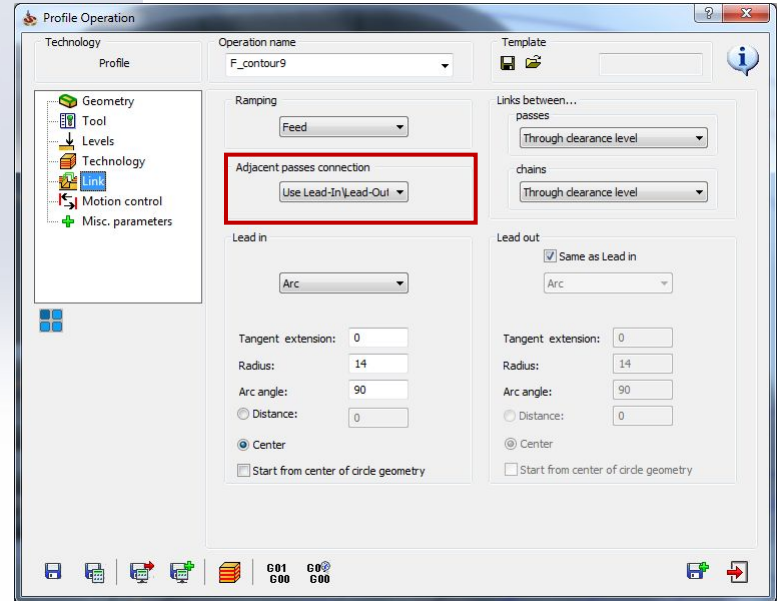 Profile Operation
Technology
Profile
Operation name
F_contour9
Template
Geometry
Tool
Levels
Technology
Link
Motion control
Misc. parameters
Ramping
Feed
Adjacent passes connection
Use Lead-In\Lead-Out
Links between...
passes
Through clearance level
chains
Through clearance level
Lead in
Arc
Tangent extension: 0
Radius: 14
Arc angle: 90
Distance: 0
Center
Start from center of circle geometry
Lead out
Same as Lead in
Arc
Tangent extension: 0
Radius: 14
Arc angle: 90
Distance: 0
Center
Start from center of circle geometry
G01 G0
G00 G00